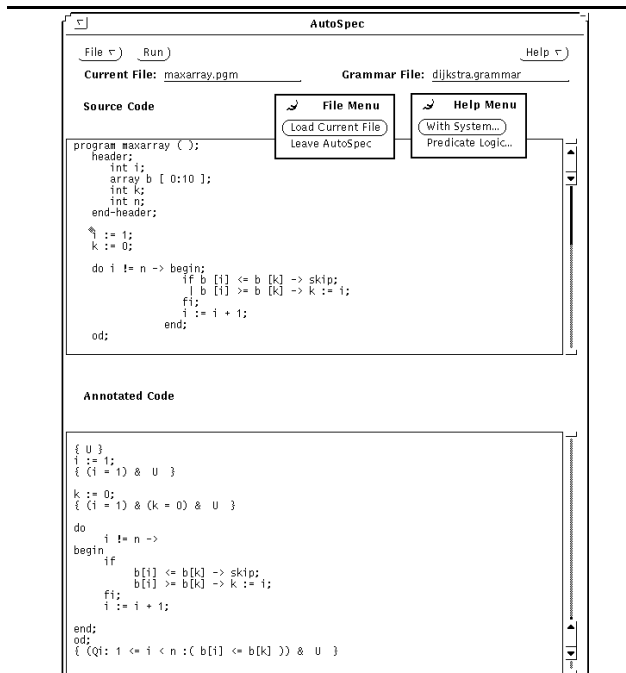 AutoSpec
File Run Help
Current File: maxarray.pgm Grammar File: dijkstra.grammar
Source Code
File Menu
Load Current File
Leave AutoSpec
Help Menu
With System...
Predicate Logic...
program maxarray ( );
header;
int i;
array b [ 0:10 ];
int k;
int n;
end-header;
i := 1;
k := 0;
do i != n -> begin;
if b [i] <= b [k] -> skip;
| b [i] >= b [k] -> k := i;
fi;
i := i + 1;
end;
od;
Annotated Code
{ U }
i := 1;
{ (i = 1) & U }
k := 0;
{ (i = 1) & (k = 0) & U }
do
i != n ->
begin
if
b[i] <= b[k] -> skip;
b[i] >= b[k] -> k := i;
fi;
i := i + 1;
end;
od;
{ (Qi: 1 <= i < n :( b[i] <= b[k] )) & U }